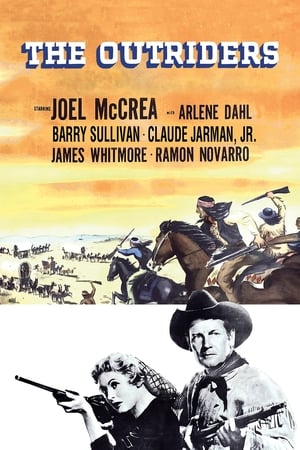 THE OUTRIDERS
STARRING JOEL McCREA WITH ARLENE DAHL
BARRY SULLIVAN · CLAUDE JARMAN, JR.
JAMES WHITMORE · RAMON NOVARRO